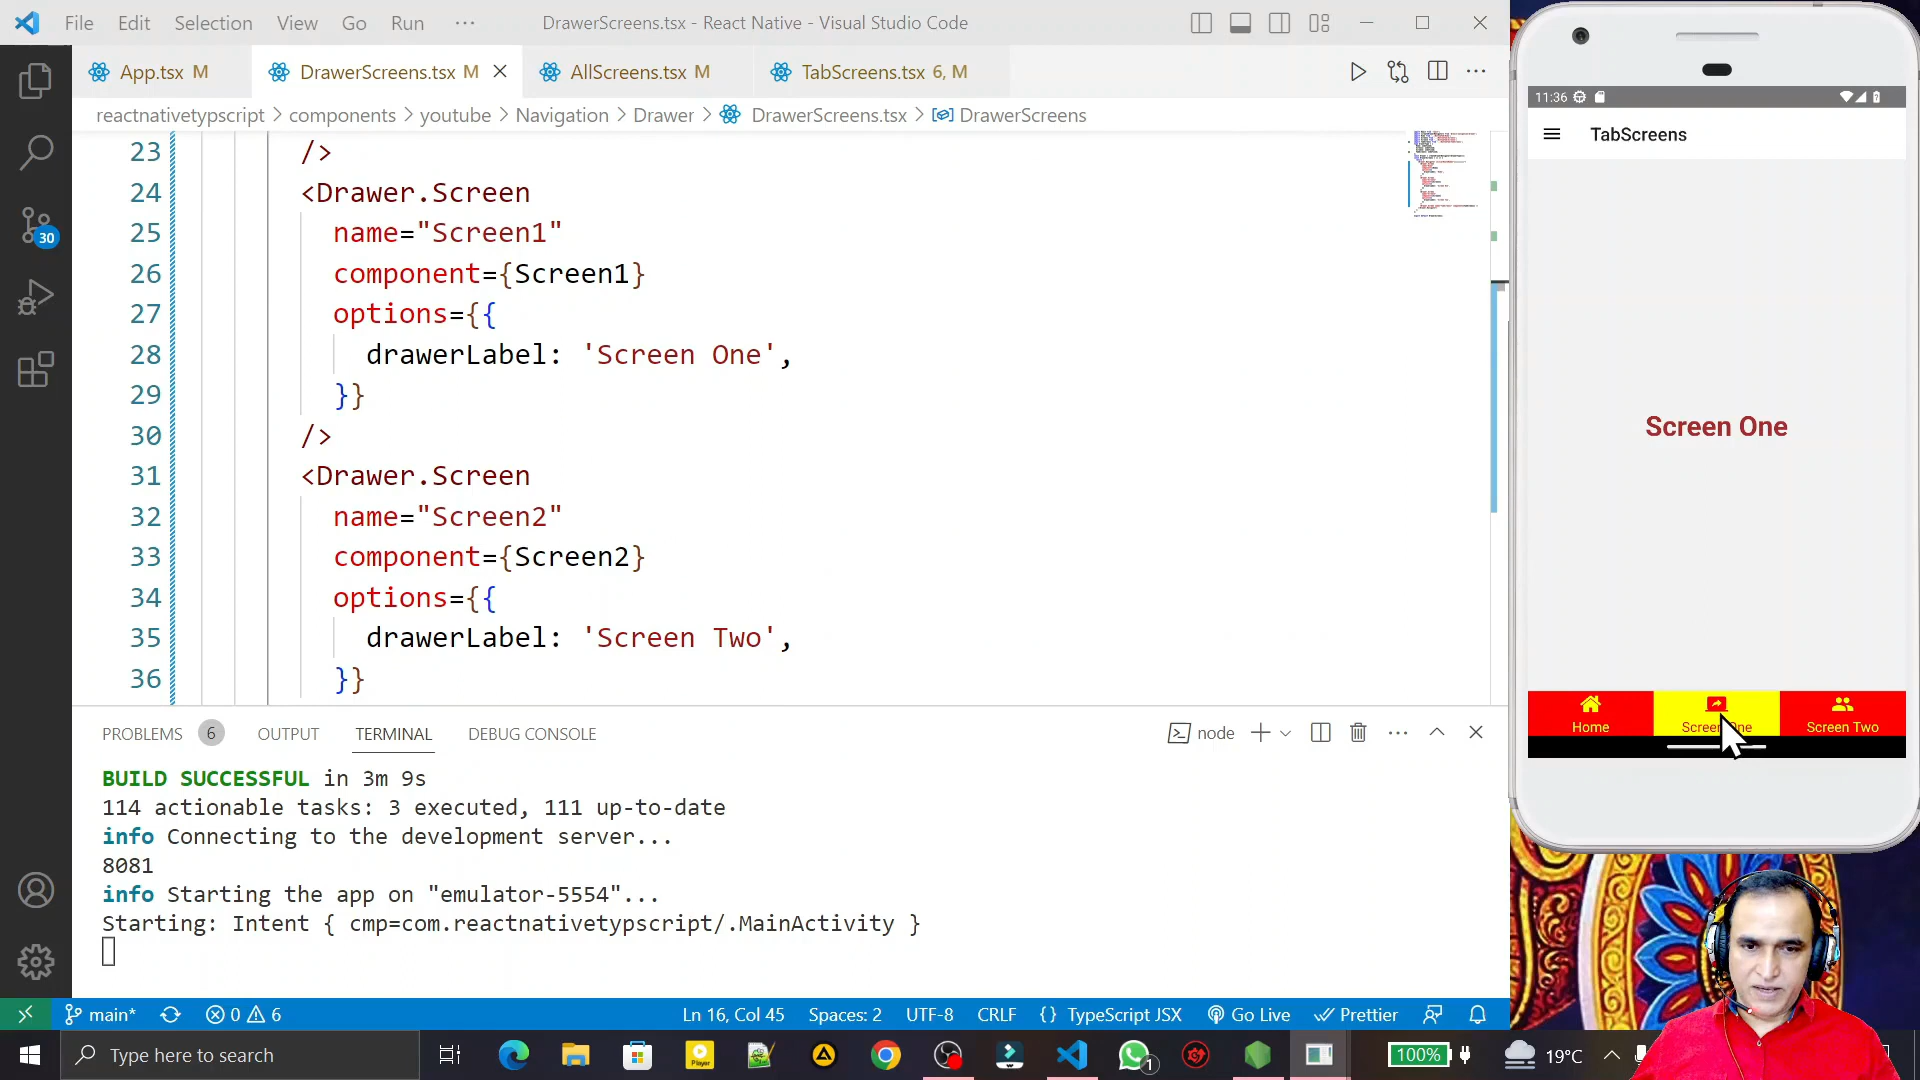 File Edit Selection View Go Run ··· DrawerScreens.tsx - React Native - Visual Studio Code
App.tsx M DrawerScreens.tsx M AllScreens.tsx M TabScreens.tsx 6, M
reactnativetypscript > components > youtube > Navigation > Drawer > DrawerScreens.tsx > DrawerScreens
23 />
24 <Drawer.Screen
25 name="Screen1"
26 component={Screen1}
27 options={{
28 drawerLabel: 'Screen One',
29 }}
30 />
31 <Drawer.Screen
32 name="Screen2"
33 component={Screen2}
34 options={{
35 drawerLabel: 'Screen Two',
36 }}
PROBLEMS 6 OUTPUT TERMINAL DEBUG CONSOLE node
BUILD SUCCESSFUL in 3m 9s
114 actionable tasks: 3 executed, 111 up-to-date
info Connecting to the development server...
8081
info Starting the app on "emulator-5554"...
Starting: Intent { cmp=com.reactnativetypscript/.MainActivity }
30
main* 0 6 Ln 16, Col 45 Spaces: 2 UTF-8 CRLF {} TypeScript JSX Go Live Prettier
Type here to search
Player
1
100% 19°C
11:36
TabScreens
Screen One
Home Screen One Screen Two